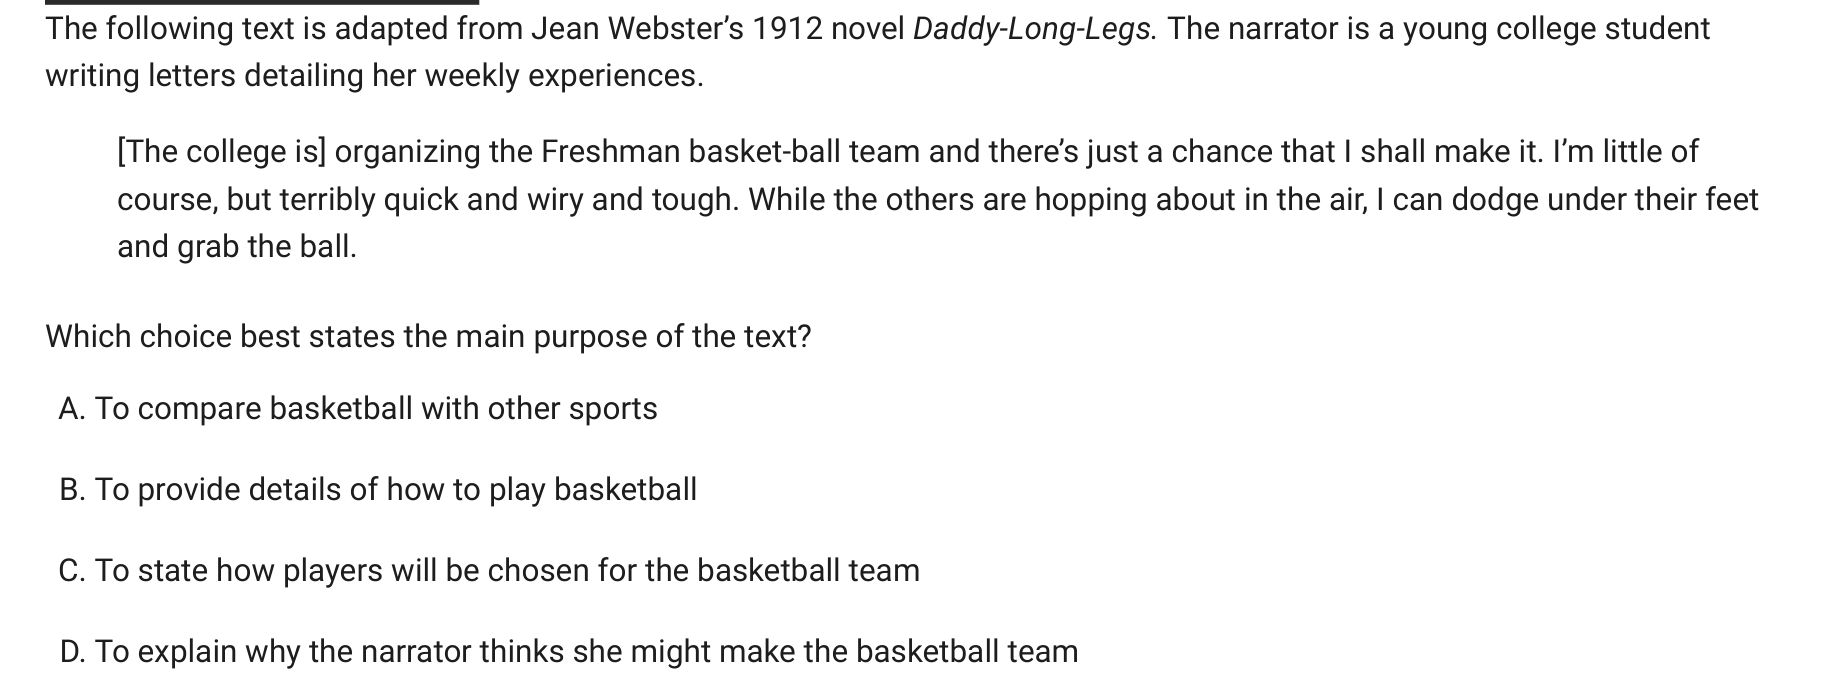 The following text is adapted from Jean Webster’s 1912 novel Daddy-Long-Legs. The narrator is a young college student
writing letters detailing her weekly experiences.
[The college is] organizing the Freshman basket-ball team and there’s just a chance that I shall make it. I’m little of
course, but terribly quick and wiry and tough. While the others are hopping about in the air, I can dodge under their feet
and grab the ball.
Which choice best states the main purpose of the text?
A. To compare basketball with other sports
B. To provide details of how to play basketball
C. To state how players will be chosen for the basketball team
D. To explain why the narrator thinks she might make the basketball team